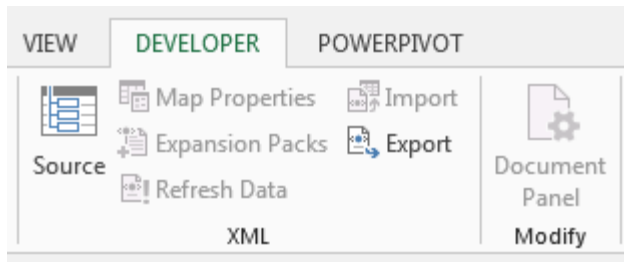 VIEW DEVELOPER POWERPIVOT
Map Properties Import
Expansion Packs Export
Source
Refresh Data
Document
Panel
XML Modify